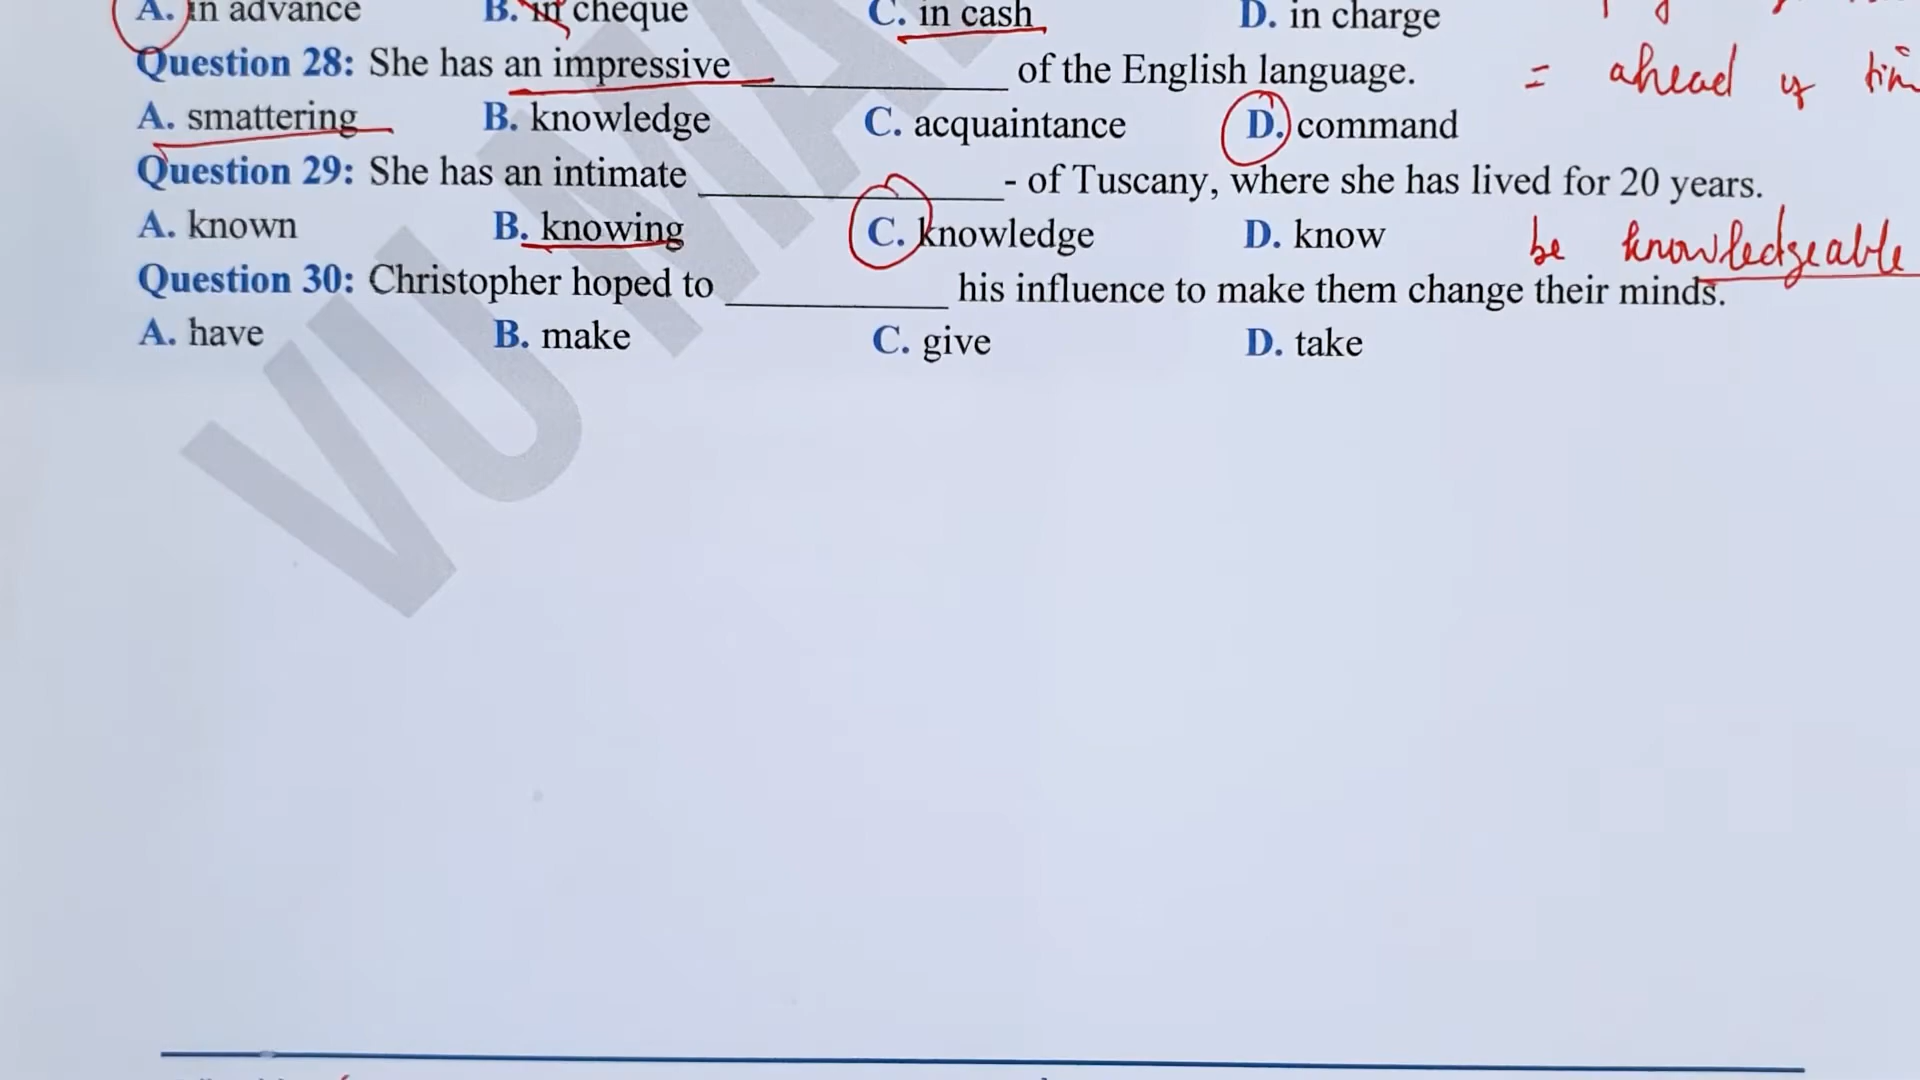 A. in advance B. in cheque C. in cash D. in charge
Question 28: She has an impressive ____________ of the English language. = ahead of
A. smattering B. knowledge C. acquaintance D. command
Question 29: She has an intimate ____________ - of Tuscany, where she has lived for 20 years.
A. known B. knowing C. knowledge D. know be knowledgeable
Question 30: Christopher hoped to ____________ his influence to make them change their minds.
A. have B. make C. give D. take